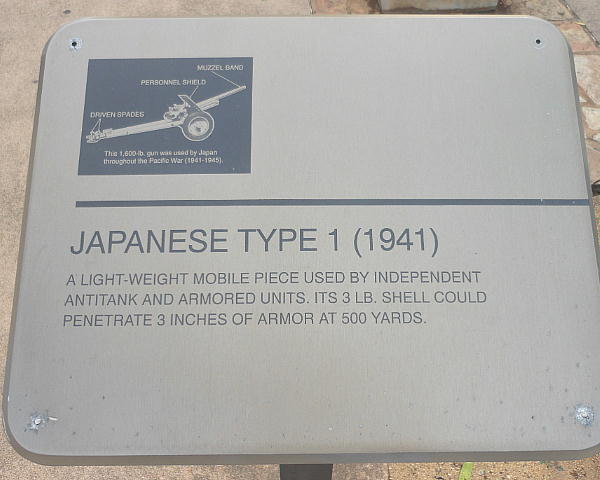 MUZZEL BAND
PERSONNEL SHIELD
DRIVEN SPADES
This 1,600-lb. gun was used by Japan
throughout the Pacific War (1941-1945).
JAPANESE TYPE 1 (1941)
A LIGHT-WEIGHT MOBILE PIECE USED BY INDEPENDENT
ANTITANK AND ARMORED UNITS. ITS 3 LB. SHELL COULD
PENETRATE 3 INCHES OF ARMOR AT 500 YARDS.